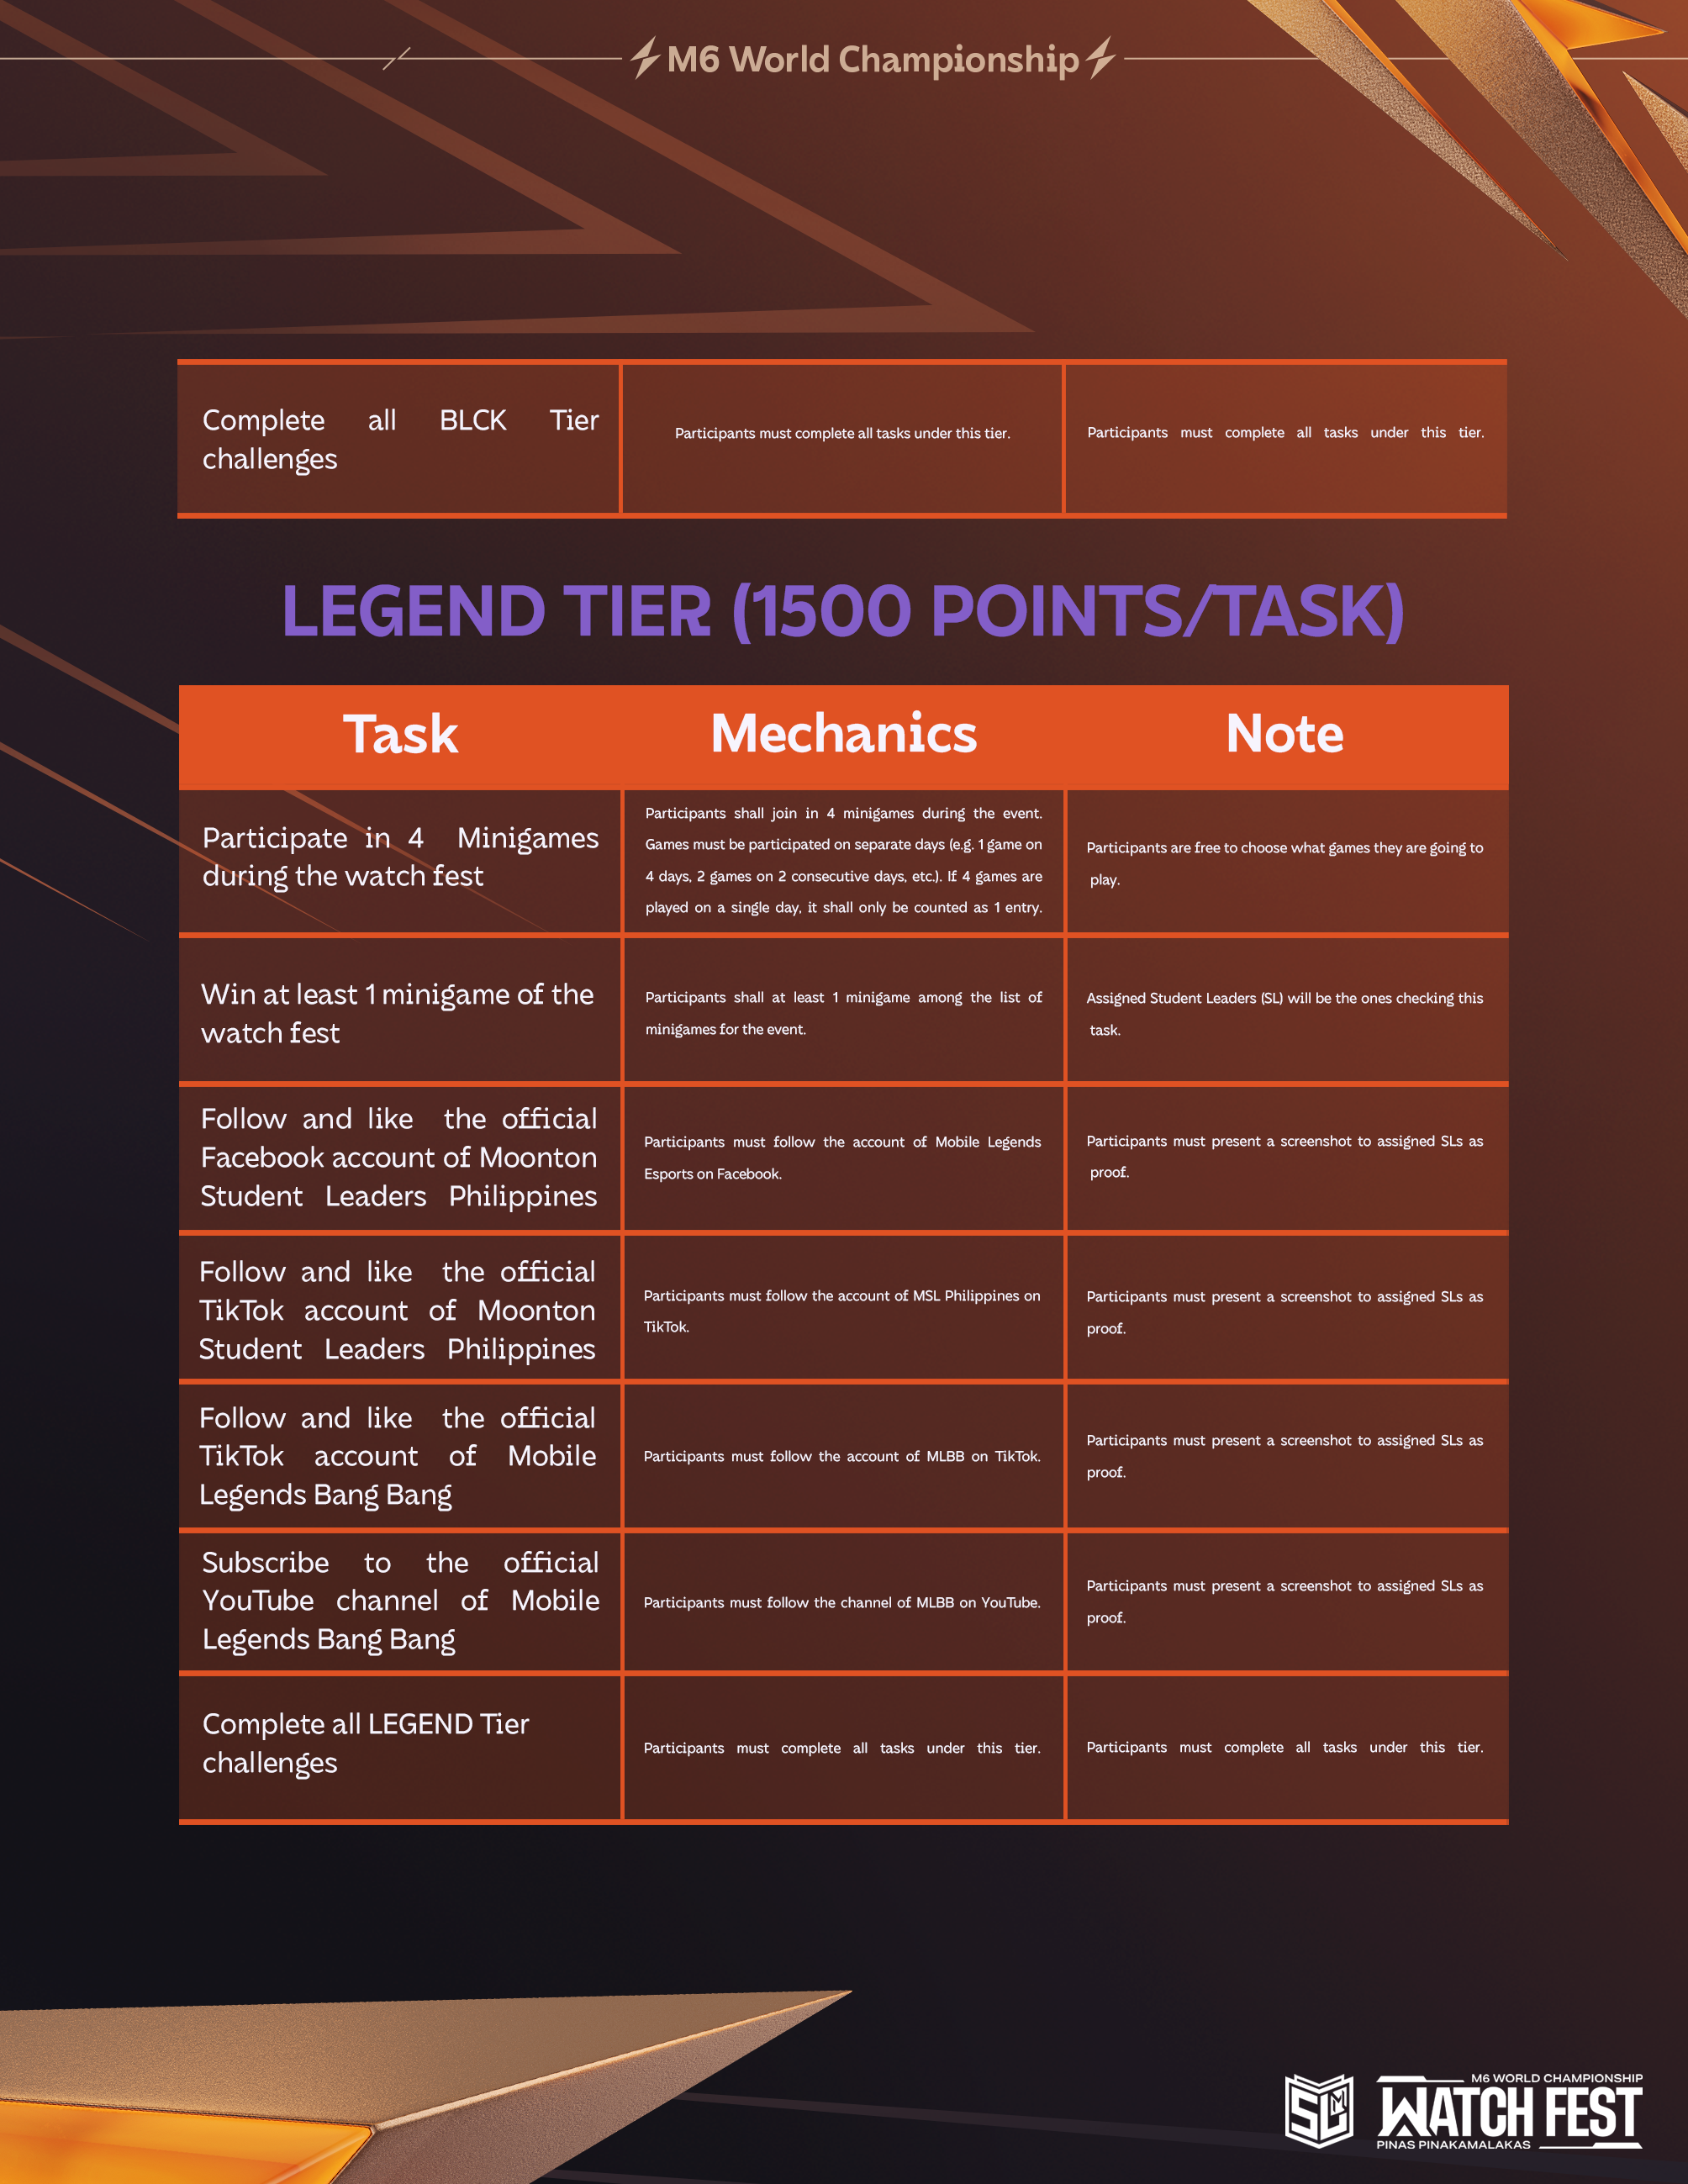 M6 World Championship
Complete all BLCK Tier
challenges
Participants must complete all tasks under this tier.
Participants must complete all tasks under this tier.
LEGEND TIER (1500 POINTS/TASK)
Task
Mechanics
Note
Participate in 4 Minigames
during the watch fest
Participants shall join in 4 minigames during the event.
Games must be participated on separate days (e.g. 1 game on
4 days, 2 games on 2 consecutive days, etc.). If 4 games are
played on a single day, it shall only be counted as 1 entry.
Participants are free to choose what games they are going to
play.
Win at least 1 minigame of the
watch fest
Participants shall at least 1 minigame among the list of
minigames for the event.
Assigned Student Leaders (SL) will be the ones checking this
task.
Follow and like the official
Facebook account of Moonton
Student Leaders Philippines
Participants must follow the account of Mobile Legends
Esports on Facebook.
Participants must present a screenshot to assigned SLs as
proof.
Follow and like the official
TikTok account of Moonton
Student Leaders Philippines
Participants must follow the account of MSL Philippines on
TikTok.
Participants must present a screenshot to assigned SLs as
proof.
Follow and like the official
TikTok account of Mobile
Legends Bang Bang
Participants must follow the account of MLBB on TikTok.
Participants must present a screenshot to assigned SLs as
proof.
Subscribe to the official
YouTube channel of Mobile
Legends Bang Bang
Participants must follow the channel of MLBB on YouTube.
Participants must present a screenshot to assigned SLs as
proof.
Complete all LEGEND Tier
challenges
Participants must complete all tasks under this tier.
Participants must complete all tasks under this tier.
M6 WORLD CHAMPIONSHIP
WATCH FEST
PINAS PINAKAMALAKAS